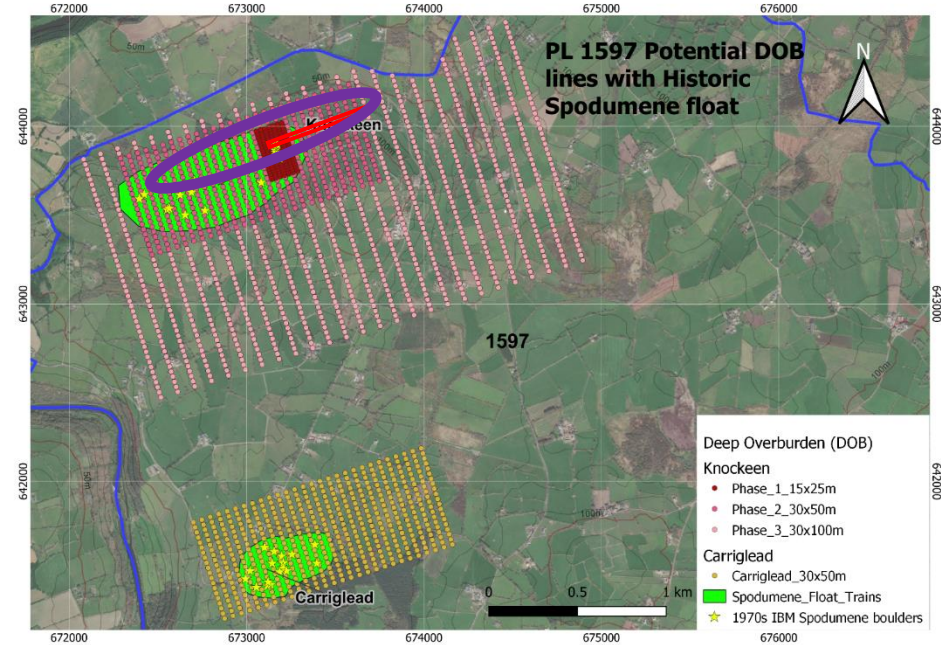 672000 673000 674000 675000 676000
PL 1597 Potential DOB
lines with Historic
Spodumene float
N
50m
50m
644000
644000
100m
643000
643000
1597
100m
642000
642000
50m
100m
Carriglead
0 0.5 1 km
Deep Overburden (DOB)
Knockeen
Phase_1_15x25m
Phase_2_30x50m
Phase_3_30x100m
Carriglead
Carriglead_30x50m
Spodumene_Float_Trains
1970s IBM Spodumene boulders
672000 673000 674000 675000 676000